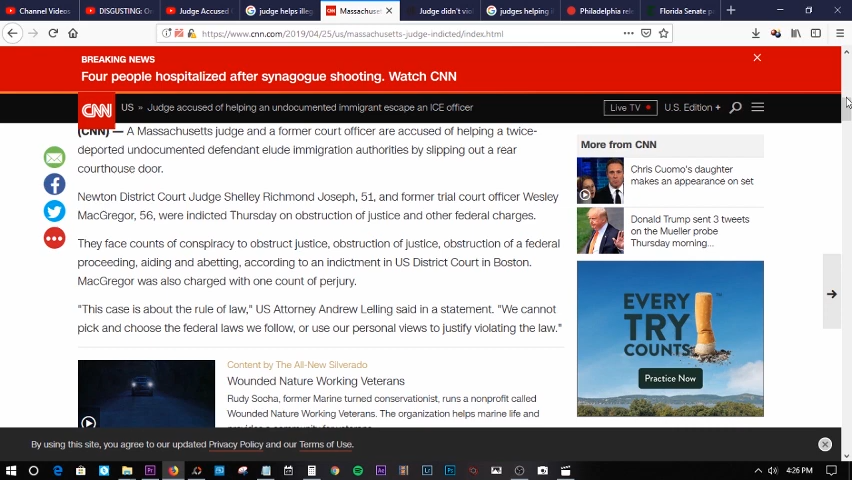 Channel Videos
DISGUSTING: O
Judge Accused
judge helps illeg
Massachuset
Judge didn't viol
judges helping i
Philadelphia rele
Florida Senate p
https://www.cnn.com/2019/04/25/us/massachusetts-judge-indicted/index.html
BREAKING NEWS
Four people hospitalized after synagogue shooting. Watch CNN
CNN
US » Judge accused of helping an undocumented immigrant escape an ICE officer
Live TV
U.S. Edition +
(CNN) — A Massachusetts judge and a former court officer are accused of helping a twice-
deported undocumented defendant elude immigration authorities by slipping out a rear
courthouse door.
Newton District Court Judge Shelley Richmond Joseph, 51, and former trial court officer Wesley
MacGregor, 56, were indicted Thursday on obstruction of justice and other federal charges.
They face counts of conspiracy to obstruct justice, obstruction of justice, obstruction of a federal
proceeding, aiding and abetting, according to an indictment in US District Court in Boston.
MacGregor was also charged with one count of perjury.
"This case is about the rule of law," US Attorney Andrew Lelling said in a statement. "We cannot
pick and choose the federal laws we follow, or use our personal views to justify violating the law."
Content by The All-New Silverado
Wounded Nature Working Veterans
Rudy Socha, former Marine turned conservationist, runs a nonprofit called
Wounded Nature Working Veterans. The organization helps marine life and
More from CNN
Chris Cuomo's daughter
makes an appearance on set
Donald Trump sent 3 tweets
on the Mueller probe
Thursday morning...
EVERY
TRY
COUNTS
Practice Now
By using this site, you agree to our updated Privacy Policy and our Terms of Use.
4:26 PM